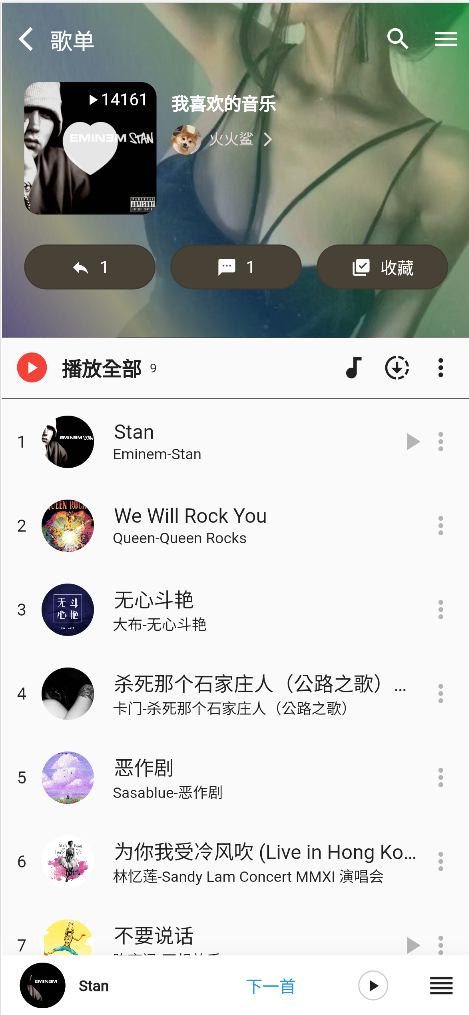 歌单
14161
EMINEM STAN
我喜欢的音乐
火火鲨
1
1
收藏
播放全部 9
1
Stan
Eminem-Stan
2
We Will Rock You
Queen-Queen Rocks
3
无心斗艳
大布-无心斗艳
4
杀死那个石家庄人（公路之歌）...
卡门-杀死那个石家庄人（公路之歌）
5
恶作剧
Sasablue-恶作剧
6
为你我受冷风吹 (Live in Hong Ko...
林忆莲-Sandy Lam Concert MMXI 演唱会
7
不要说话
Stan
下一首